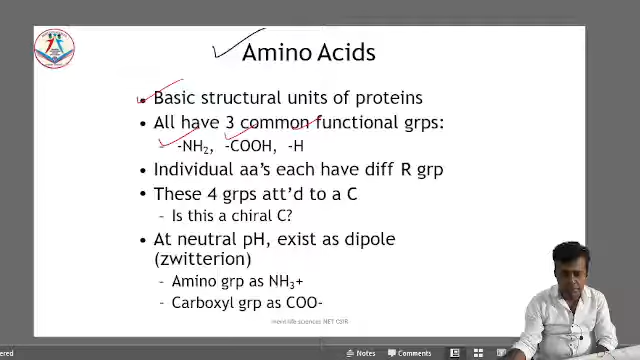 Amino Acids
• Basic structural units of proteins
• All have 3 common functional grps:
-NH₂, -COOH, -H
• Individual aa's each have diff R grp
• These 4 grps att'd to a C
– Is this a chiral C?
• At neutral pH, exist as dipole
(zwitterion)
– Amino grp as NH₃+
– Carboxyl grp as COO-
Notes
Comments